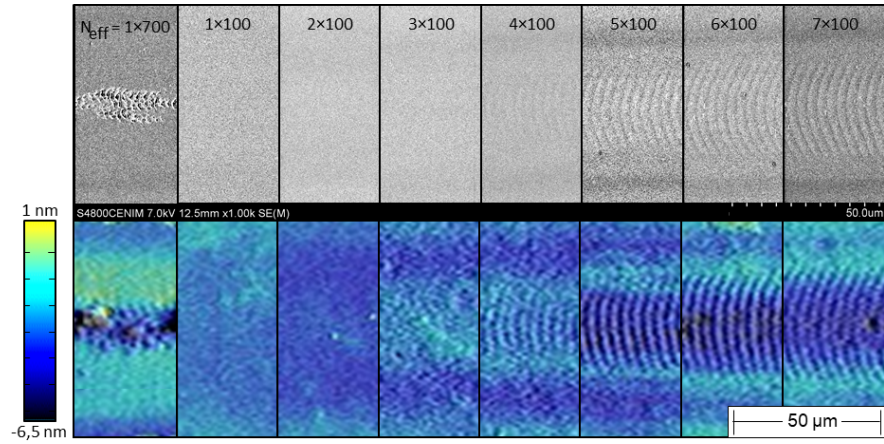 N_eff = 1×700 1×100 2×100 3×100 4×100 5×100 6×100 7×100
S4800CENIM 7.0kV 12.5mm x1.00k SE(M) 50.0um
1 nm
-6,5 nm
50 µm